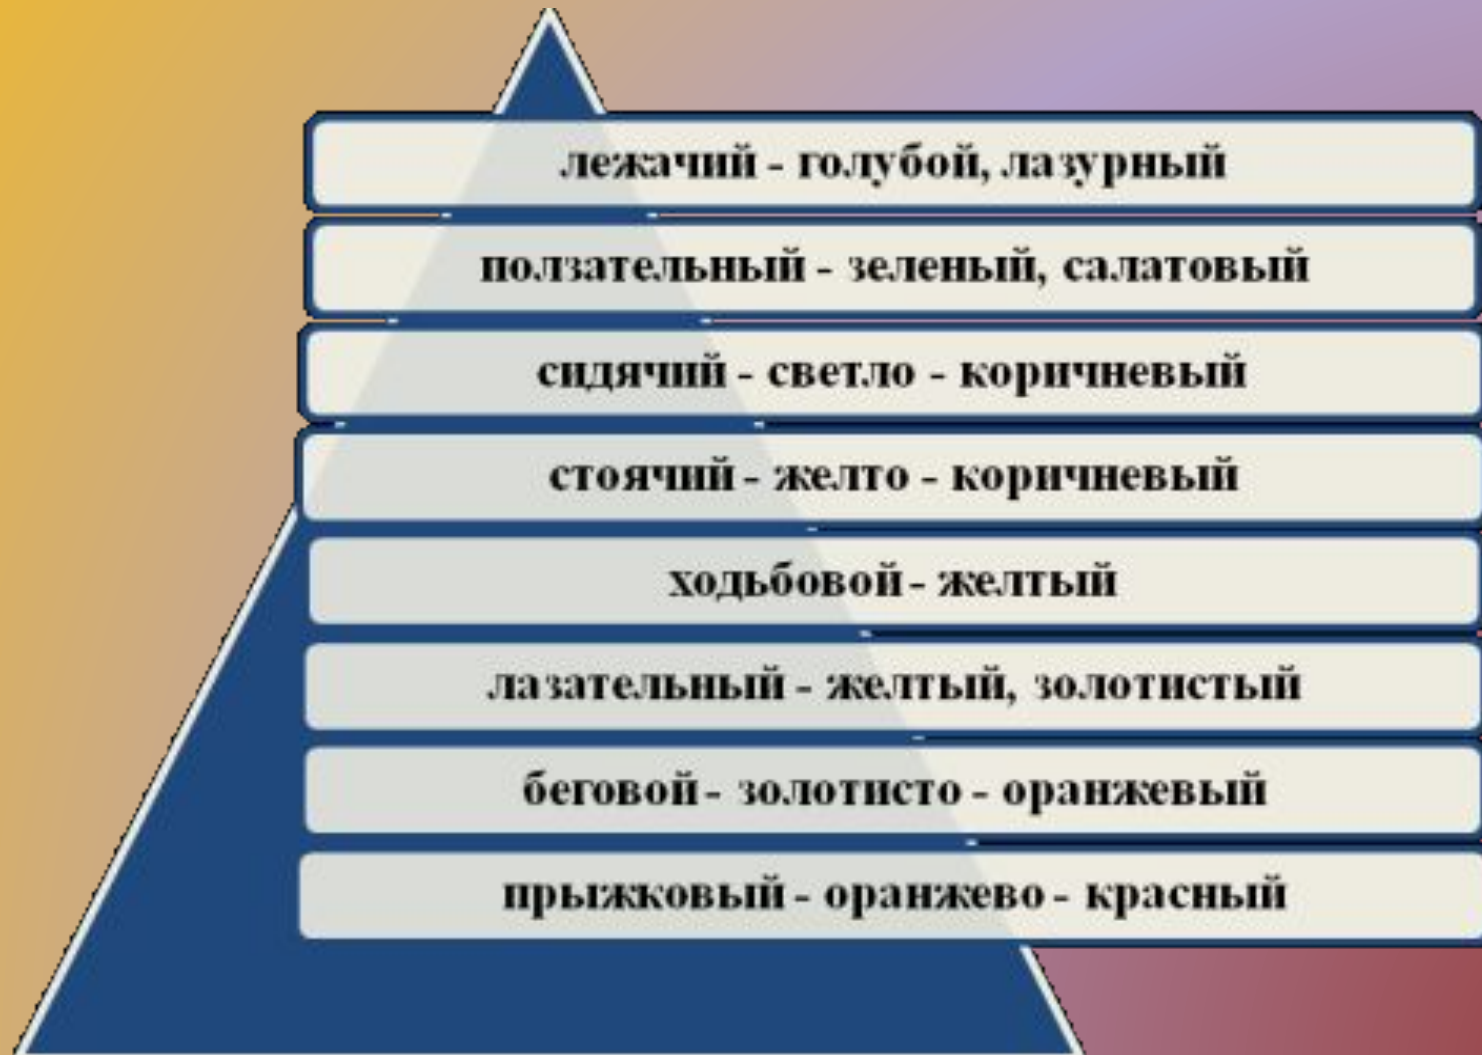 лежачий - голубой, лазурный
ползательный - зеленый, салатовый
сидячий - светло - коричневый
стоячий - желто - коричневый
ходьбовой - желтый
лазательный - желтый, золотистый
беговой - золотисто - оранжевый
прыжковый - оранжево - красный